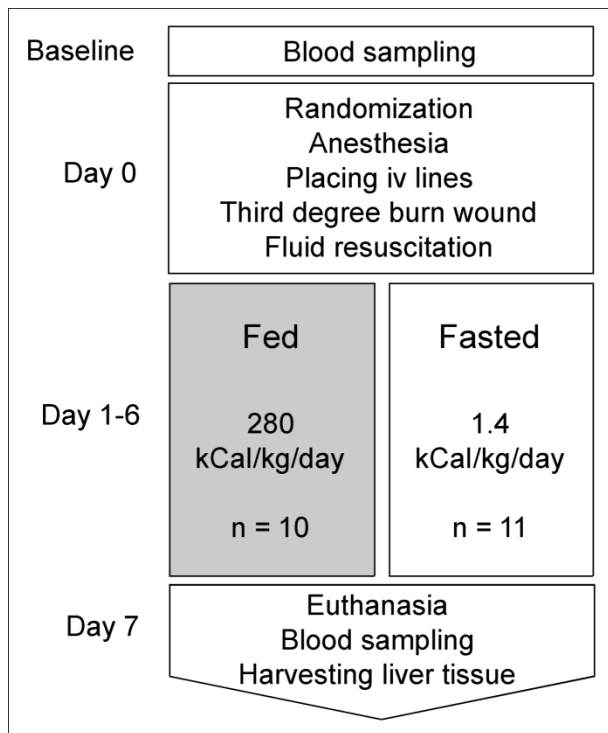 Baseline
Blood sampling
Day 0
Randomization
Anesthesia
Placing iv lines
Third degree burn wound
Fluid resuscitation
Day 1-6
Fed
280
kCal/kg/day
n = 10
Fasted
1.4
kCal/kg/day
n = 11
Day 7
Euthanasia
Blood sampling
Harvesting liver tissue